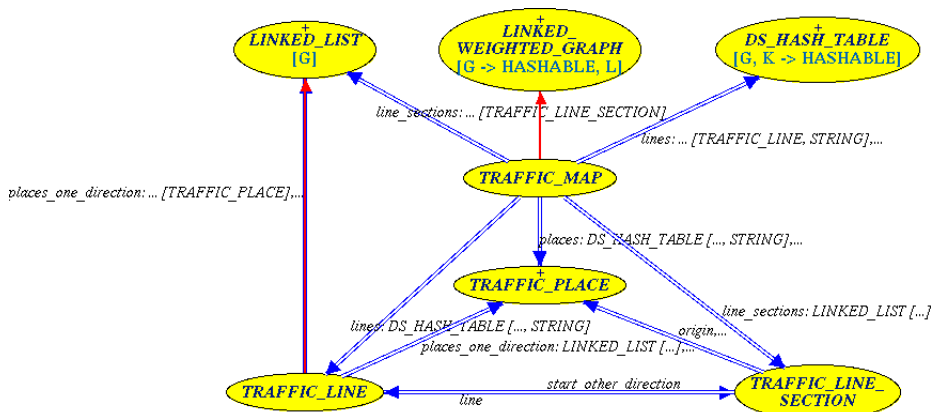 +
LINKED_LIST
[G]
+
LINKED_
WEIGHTED_GRAPH
[G -> HASHABLE, L]
+
DS_HASH_TABLE
[G, K -> HASHABLE]
line_sections: ... [TRAFFIC_LINE_SECTION]
lines: ... [TRAFFIC_LINE, STRING],...
TRAFFIC_MAP
places_one_direction: ... [TRAFFIC_PLACE],...
places: DS_HASH_TABLE [..., STRING],...
+
TRAFFIC_PLACE
line_sections: LINKED_LIST [...]
lines: DS_HASH_TABLE [..., STRING]
origin,...
places_one_direction: LINKED_LIST [...],...
TRAFFIC_LINE
start_other_direction
line
TRAFFIC_LINE_
SECTION